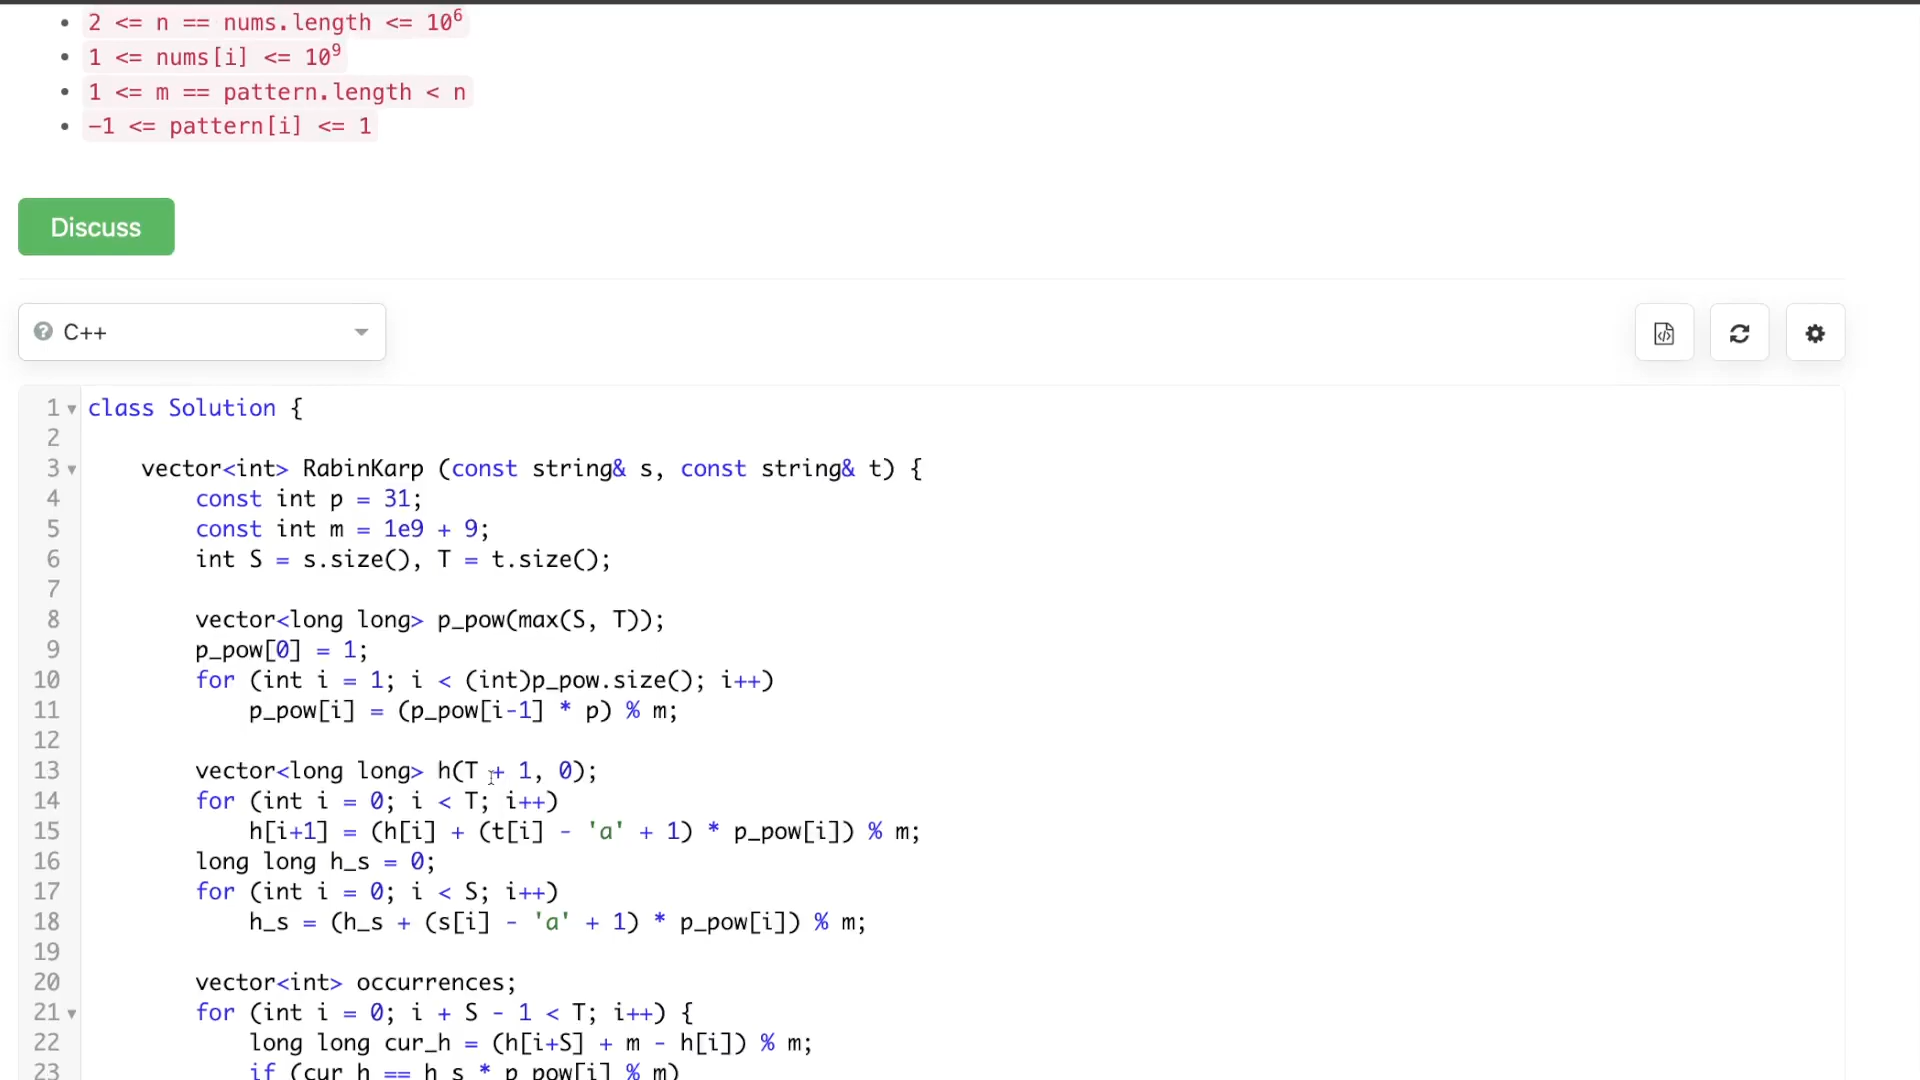 2 <= n == nums.length <= 10^6
1 <= nums[i] <= 10^9
1 <= m == pattern.length < n
-1 <= pattern[i] <= 1
Discuss
C++
1 class Solution {
2
3 vector<int> RabinKarp (const string& s, const string& t) {
4 const int p = 31;
5 const int m = 1e9 + 9;
6 int S = s.size(), T = t.size();
7
8 vector<long long> p_pow(max(S, T));
9 p_pow[0] = 1;
10 for (int i = 1; i < (int)p_pow.size(); i++)
11 p_pow[i] = (p_pow[i-1] * p) % m;
12
13 vector<long long> h(T + 1, 0);
14 for (int i = 0; i < T; i++)
15 h[i+1] = (h[i] + (t[i] - 'a' + 1) * p_pow[i]) % m;
16 long long h_s = 0;
17 for (int i = 0; i < S; i++)
18 h_s = (h_s + (s[i] - 'a' + 1) * p_pow[i]) % m;
19
20 vector<int> occurrences;
21 for (int i = 0; i + S - 1 < T; i++) {
22 long long cur_h = (h[i+S] + m - h[i]) % m;
23 if (cur_h == h_s * p_pow[i] % m)